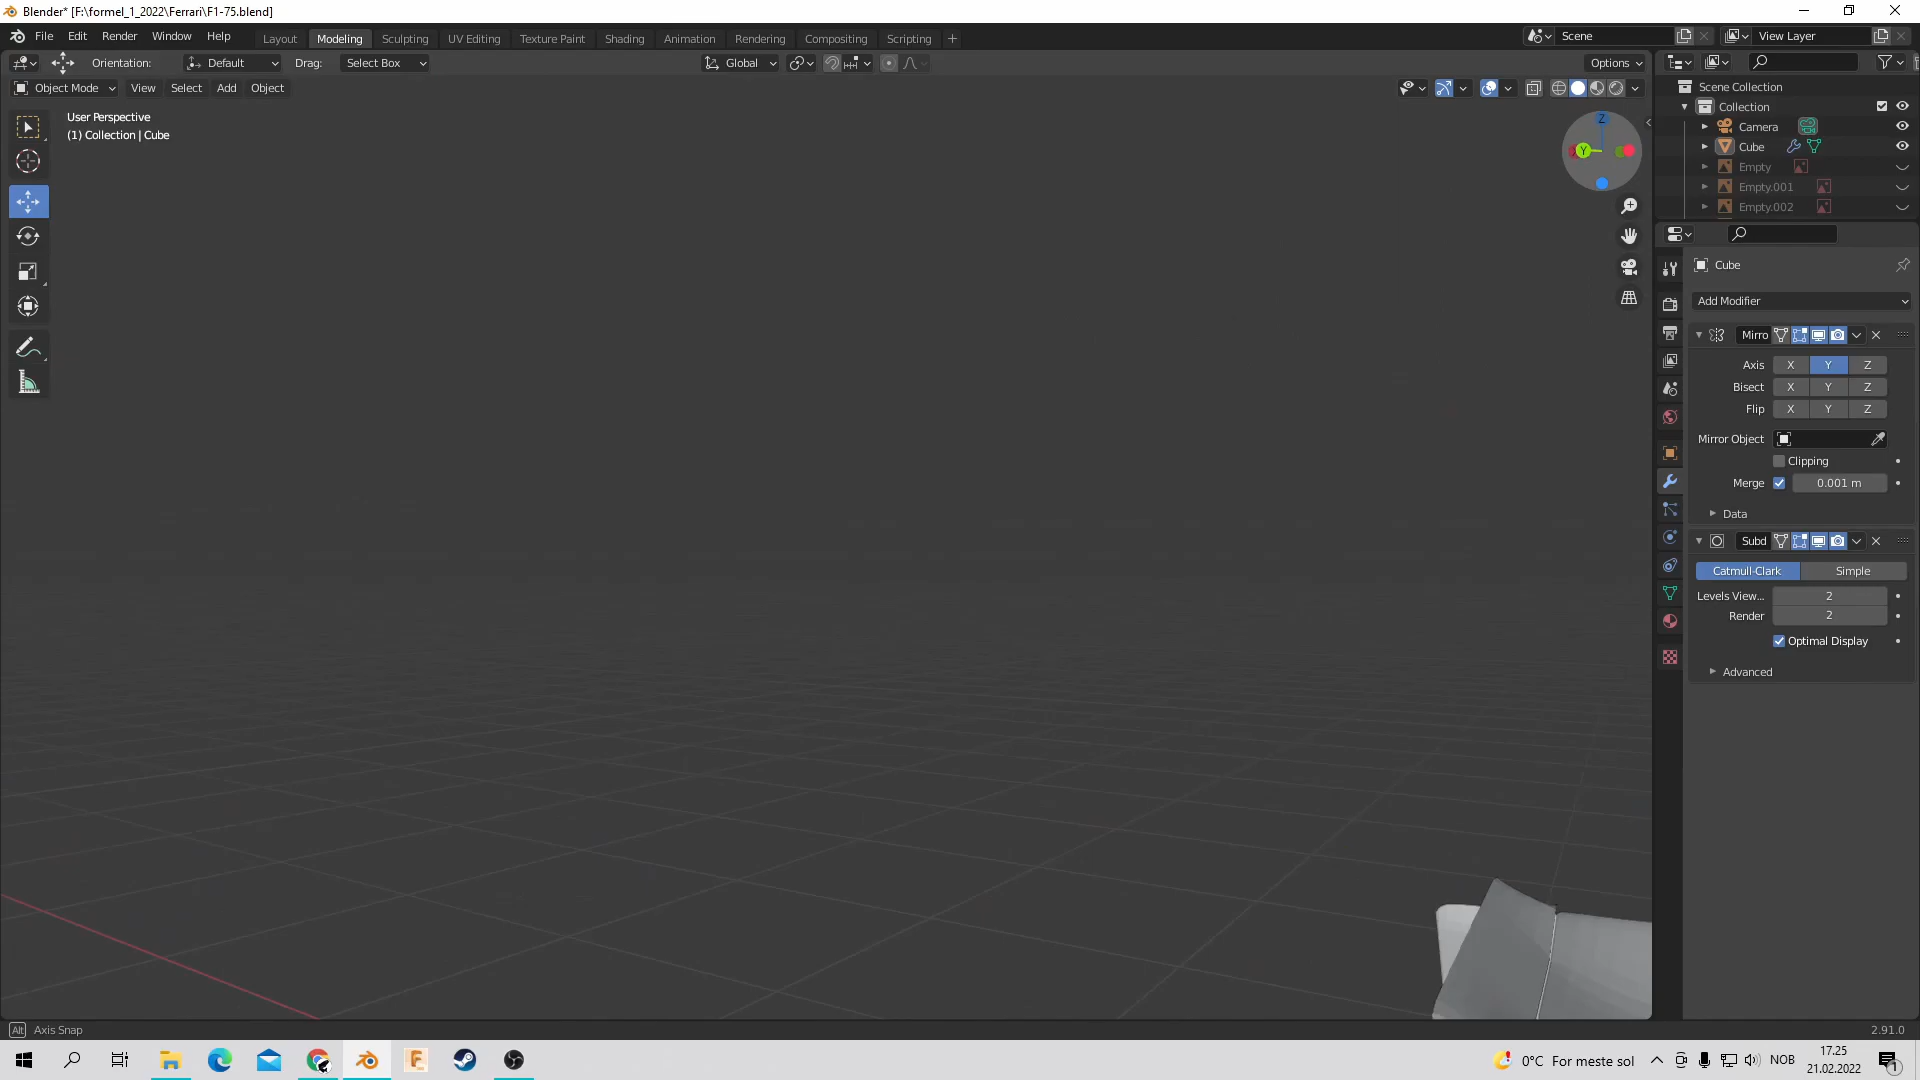 Blender* [F:\formel_1_2022\Ferrari\F1-75.blend]
File Edit Render Window Help Layout Modeling Sculpting UV Editing Texture Paint Shading Animation Rendering Compositing Scripting + Scene View Layer
Orientation: Default Drag: Select Box Global Options
Object Mode View Select Add Object
User Perspective
(1) Collection | Cube
Z
Y
Scene Collection
Collection
Camera
Cube
Empty
Empty.001
Empty.002
Cube
Add Modifier
Mirro
Axis X Y Z
Bisect X Y Z
Flip X Y Z
Mirror Object
Clipping
Merge 0.001 m
Data
Subd
Catmull-Clark Simple
Levels View... 2
Render 2
Optimal Display
Advanced
Alt Axis Snap 2.91.0
0°C For meste sol NOB 17.25
21.02.2022 1